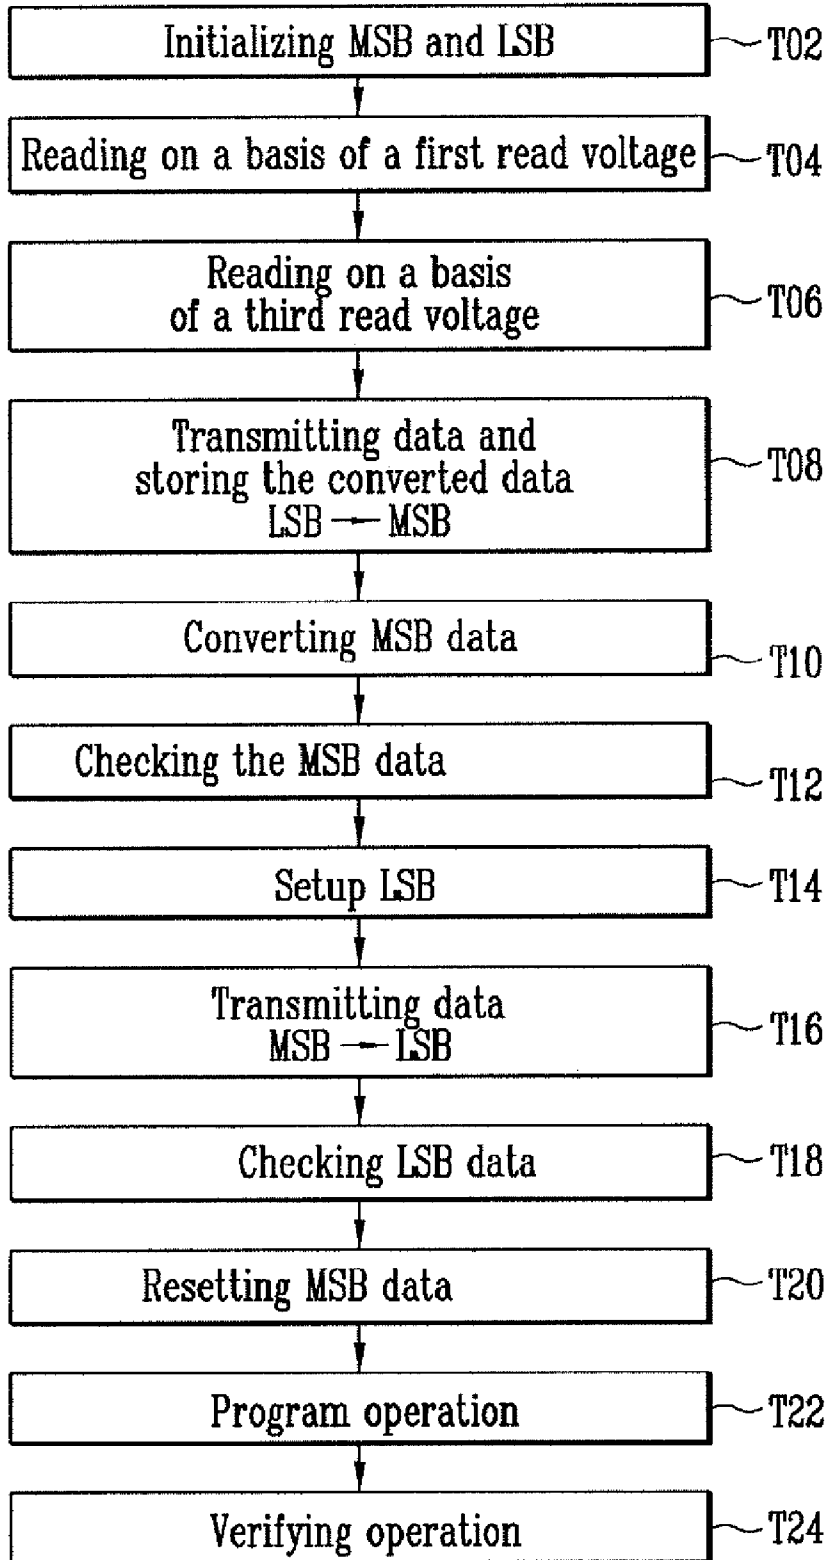 Initializing MSB and LSB
T02
Reading on a basis of a first read voltage
T04
Reading on a basis
of a third read voltage
T06
Transmitting data and
storing the converted data
LSB → MSB
T08
Converting MSB data
T10
Checking the MSB data
T12
Setup LSB
T14
Transmitting data
MSB → LSB
T16
Checking LSB data
T18
Resetting MSB data
T20
Program operation
T22
Verifying operation
T24